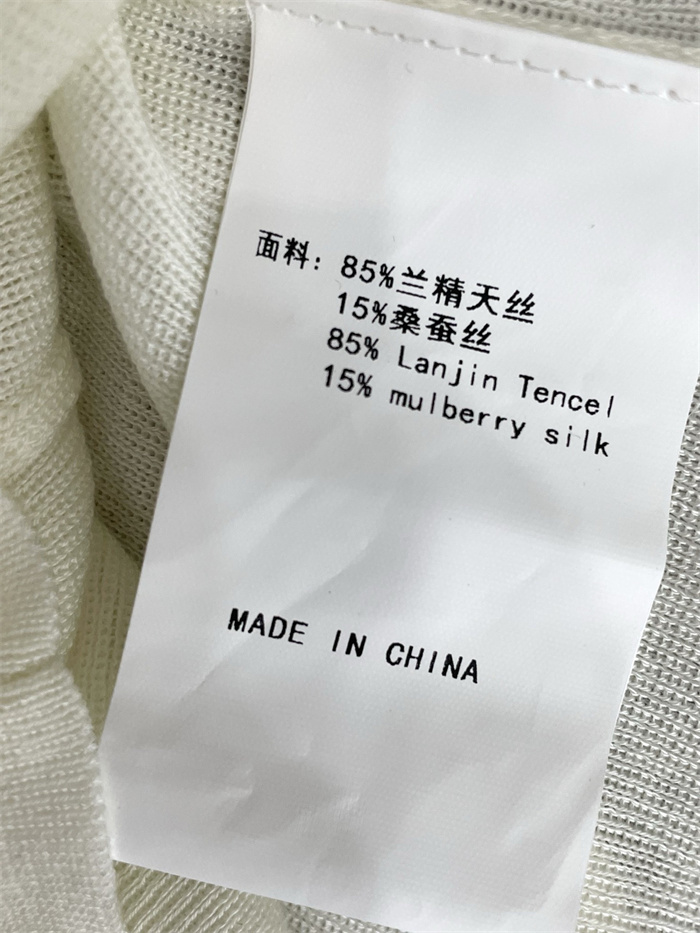 面料: 85%兰精天丝
15%桑蚕丝
85% Lanjin Tencel
15% mulberry silk
MADE IN CHINA